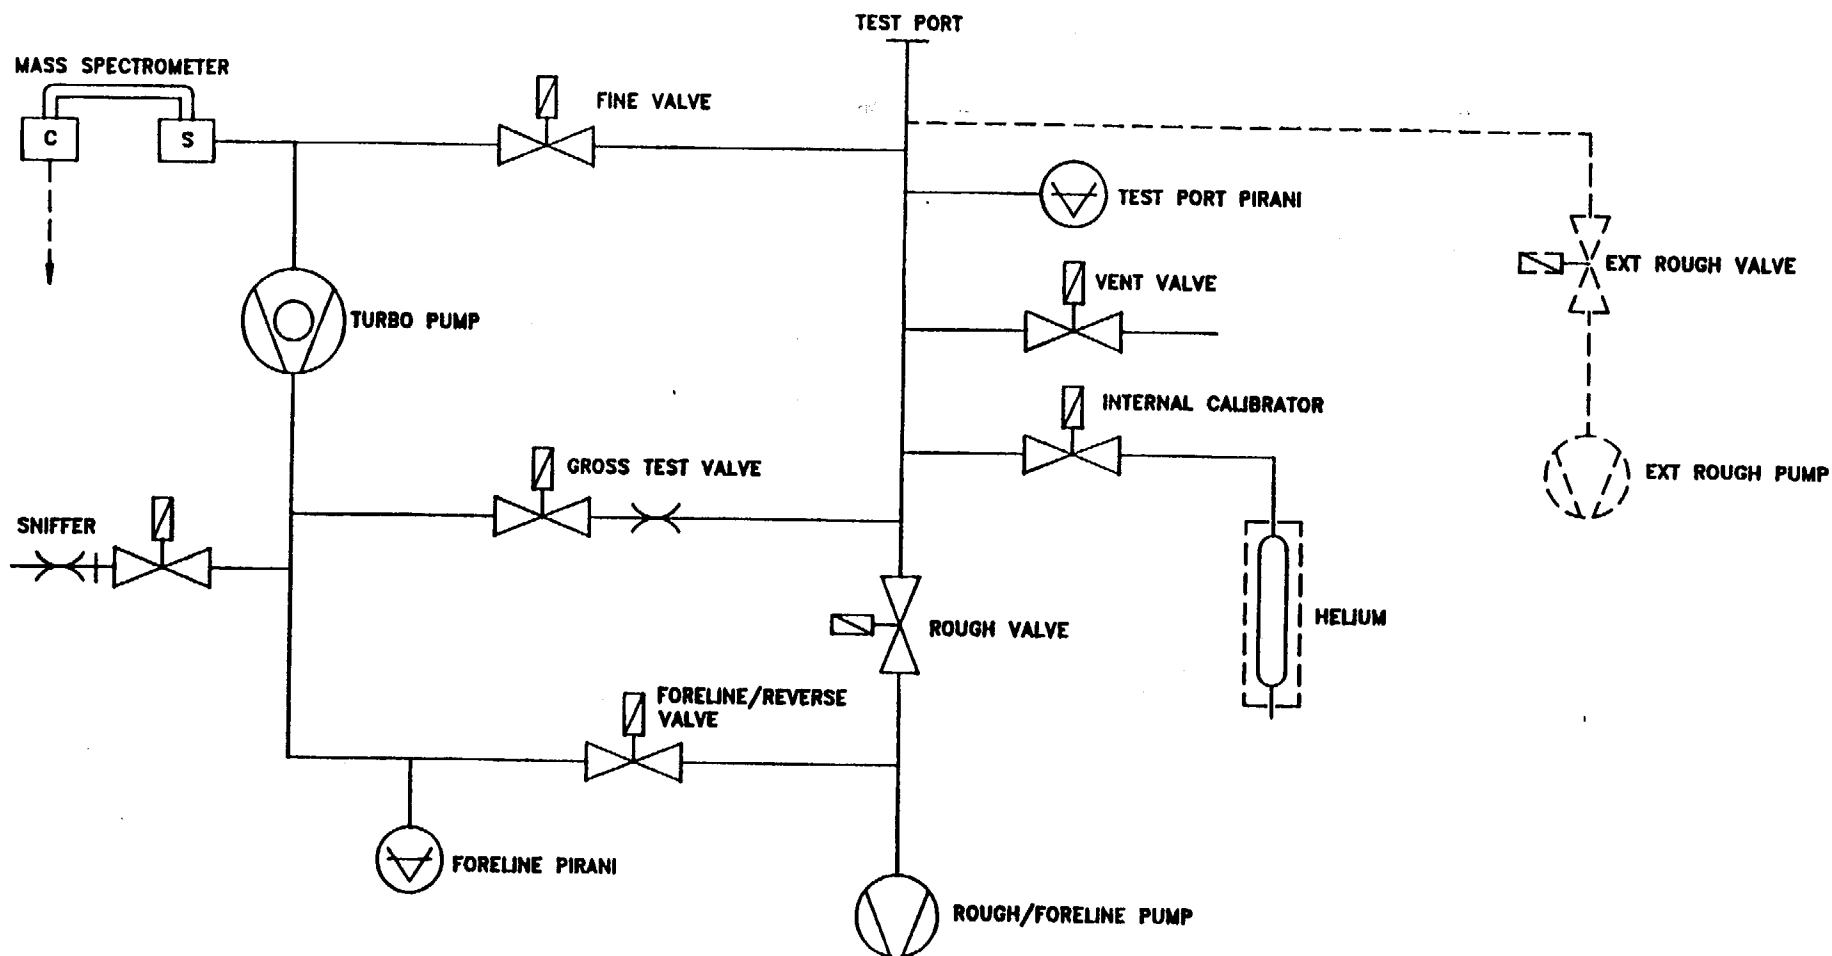 TEST PORT
MASS SPECTROMETER
FINE VALVE
C
S
TEST PORT PIRANI
EXT ROUGH VALVE
VENT VALVE
TURBO PUMP
INTERNAL CALIBRATOR
GROSS TEST VALVE
EXT ROUGH PUMP
SNIFFER
HELIUM
ROUGH VALVE
FORELINE/REVERSE
VALVE
FORELINE PIRANI
ROUGH/FORELINE PUMP